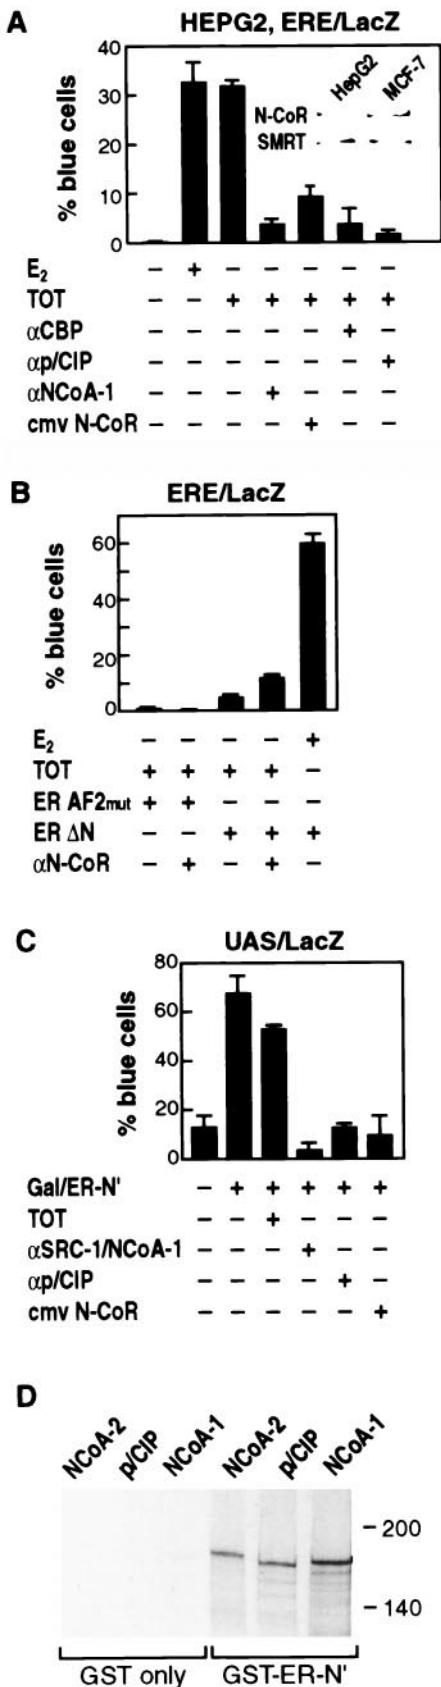 A
HEPG2, ERE/LacZ
% blue cells
40
30
20
10
0
HepG2
MCF-7
N-CoR
SMRT
E2 – + – – – – –
TOT – – + + + + +
αCBP – – – – – + –
αp/CIP – – – – – – +
αNCoA-1 – – – + – – –
cmv N-CoR – – – – + – –
B
ERE/LacZ
% blue cells
60
40
20
0
E2 – – – – +
TOT + + + + –
ER AF2mut + + – – –
ER ΔN – – + + +
αN-CoR – + – + –
C
UAS/LacZ
% blue cells
80
60
40
20
0
Gal/ER-N' – + + + + +
TOT – – + – – –
αSRC-1/NCoA-1 – – – + – –
αp/CIP – – – – + –
cmv N-CoR – – – – – +
D
NCoA-2 p/CIP NCoA-1 NCoA-2 p/CIP NCoA-1
– 200
– 140
GST only GST-ER-N'